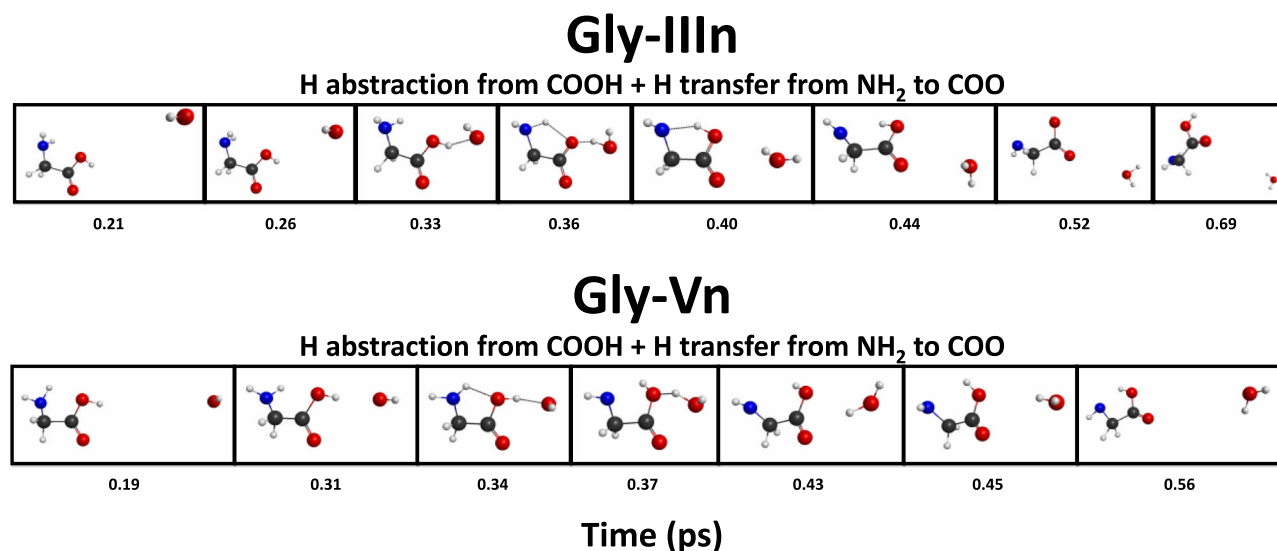 Gly-IIIn
H abstraction from COOH + H transfer from NH₂ to COO
0.21 0.26 0.33 0.36 0.40 0.44 0.52 0.69
Gly-Vn
H abstraction from COOH + H transfer from NH₂ to COO
0.19 0.31 0.34 0.37 0.43 0.45 0.56
Time (ps)